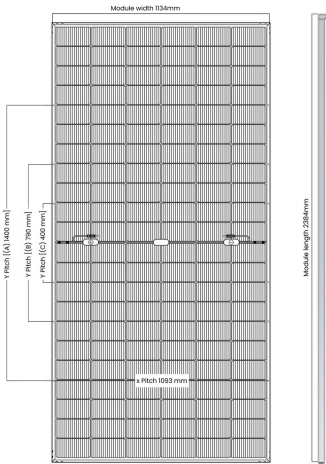 Module width 1134mm
Y Pitch [(A) 1400 mm]
Y Pitch [(B) 790 mm]
Y Pitch [(C) 400 mm]
Module length 2384mm
x Pitch 1093 mm